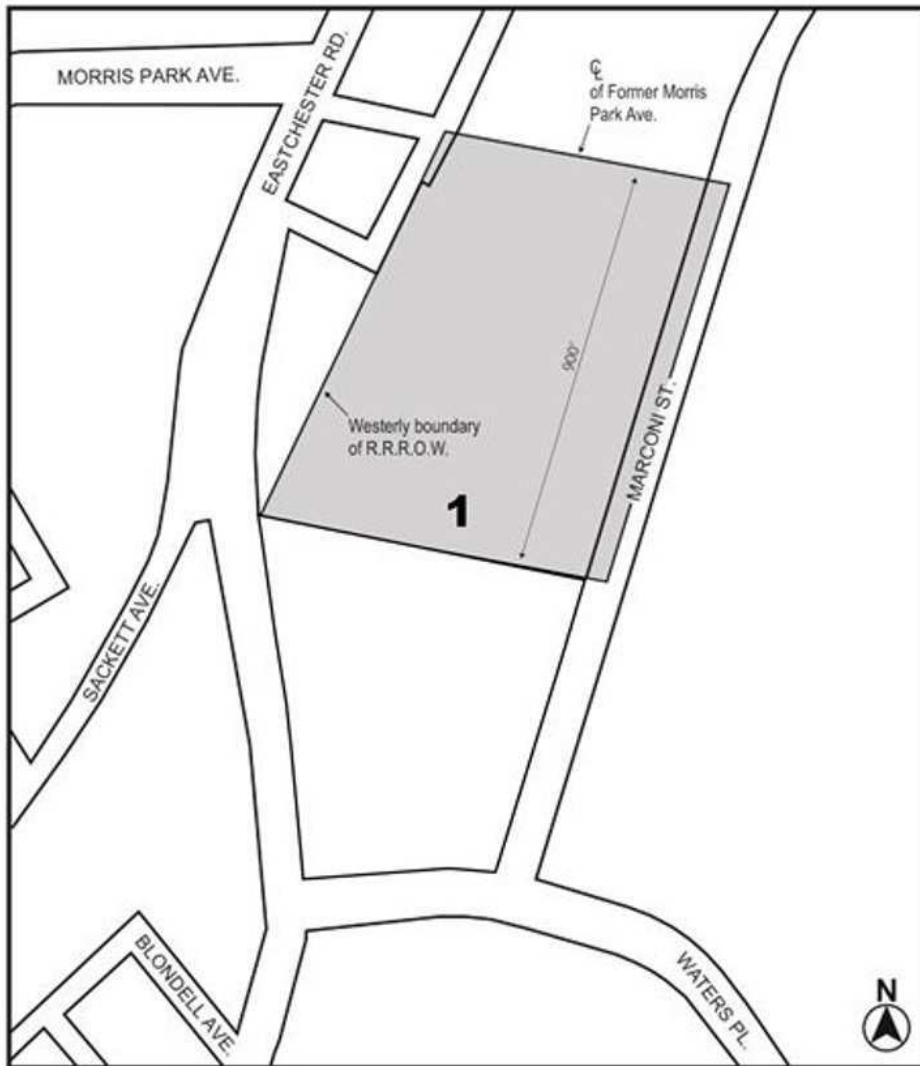 MORRIS PARK AVE.
EASTCHESTER RD.
℄
of Former Morris
Park Ave.
900'
Westerly boundary
of R.R.R.O.W.
MARCONI ST.
1
SACKETT AVE.
BLONDELL AVE.
WATERS PL.
N